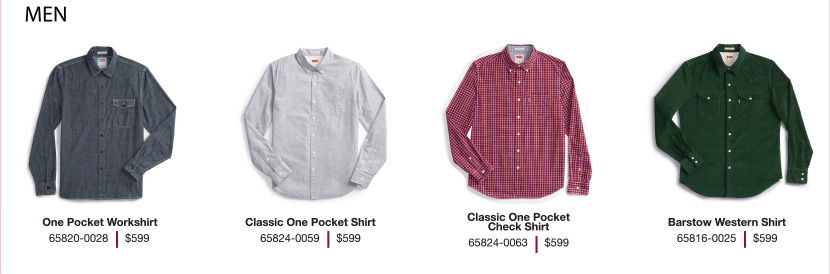 MEN
One Pocket Workshirt
65820-0028 | $599
Classic One Pocket Shirt
65824-0059 | $599
Classic One Pocket
Check Shirt
65824-0063 | $599
Barstow Western Shirt
65816-0025 | $599